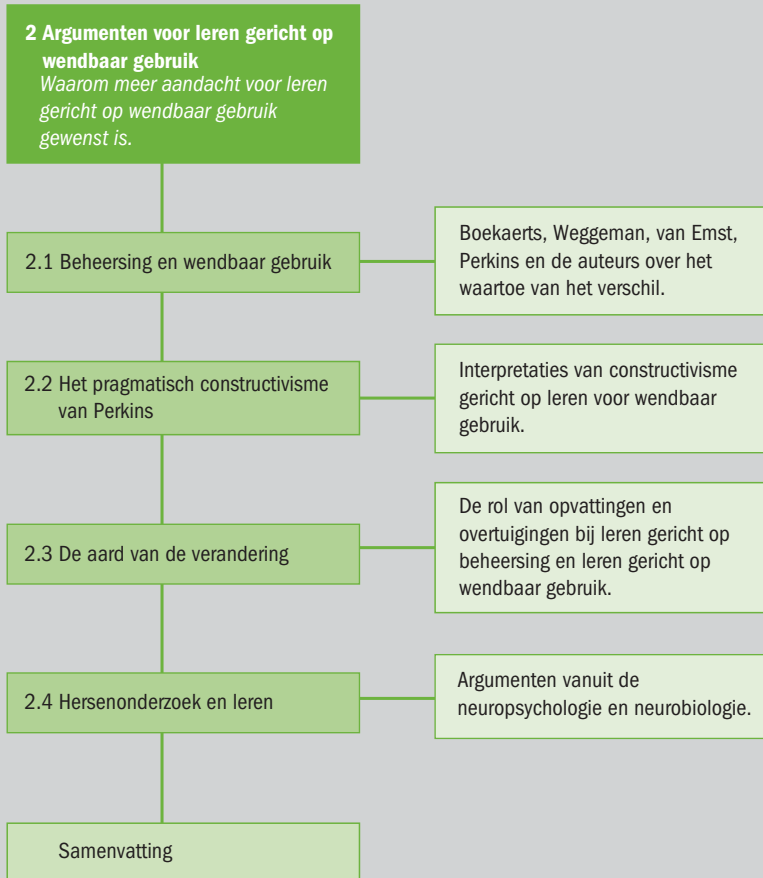 2 Argumenten voor leren gericht op
wendbaar gebruik
Waarom meer aandacht voor leren
gericht op wendbaar gebruik
gewenst is.
2.1 Beheersing en wendbaar gebruik
Boekaerts, Weggeman, van Emst,
Perkins en de auteurs over het
waartoe van het verschil.
2.2 Het pragmatisch constructivisme
van Perkins
Interpretaties van constructivisme
gericht op leren voor wendbaar
gebruik.
2.3 De aard van de verandering
De rol van opvattingen en
overtuigingen bij leren gericht op
beheersing en leren gericht op
wendbaar gebruik.
2.4 Hersenonderzoek en leren
Argumenten vanuit de
neuropsychologie en neurobiologie.
Samenvatting